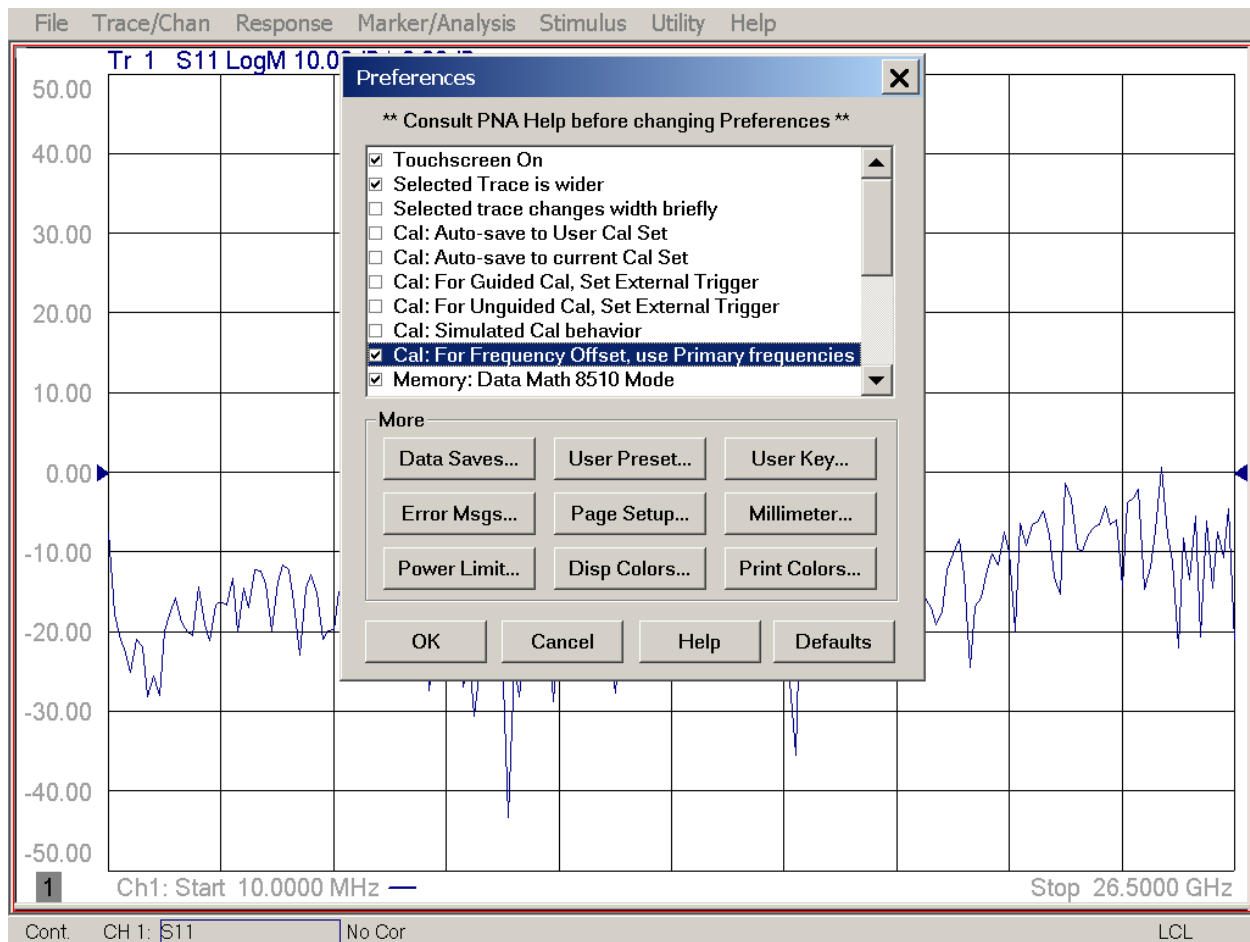 File Trace/Chan Response Marker/Analysis Stimulus Utility Help
Tr 1 S11 LogM 10.0
Preferences
** Consult PNA Help before changing Preferences **
Touchscreen On
Selected Trace is wider
Selected trace changes width briefly
Cal: Auto-save to User Cal Set
Cal: Auto-save to current Cal Set
Cal: For Guided Cal, Set External Trigger
Cal: For Unguided Cal, Set External Trigger
Cal: Simulated Cal behavior
Cal: For Frequency Offset, use Primary frequencies
Memory: Data Math 8510 Mode
More
Data Saves... User Preset... User Key...
Error Msgs... Page Setup... Millimeter...
Power Limit... Disp Colors... Print Colors...
OK Cancel Help Defaults
50.00
40.00
30.00
20.00
10.00
0.00
-10.00
-20.00
-30.00
-40.00
-50.00
1 Ch1: Start 10.0000 MHz Stop 26.5000 GHz
Cont. CH 1: S11 No Cor LCL